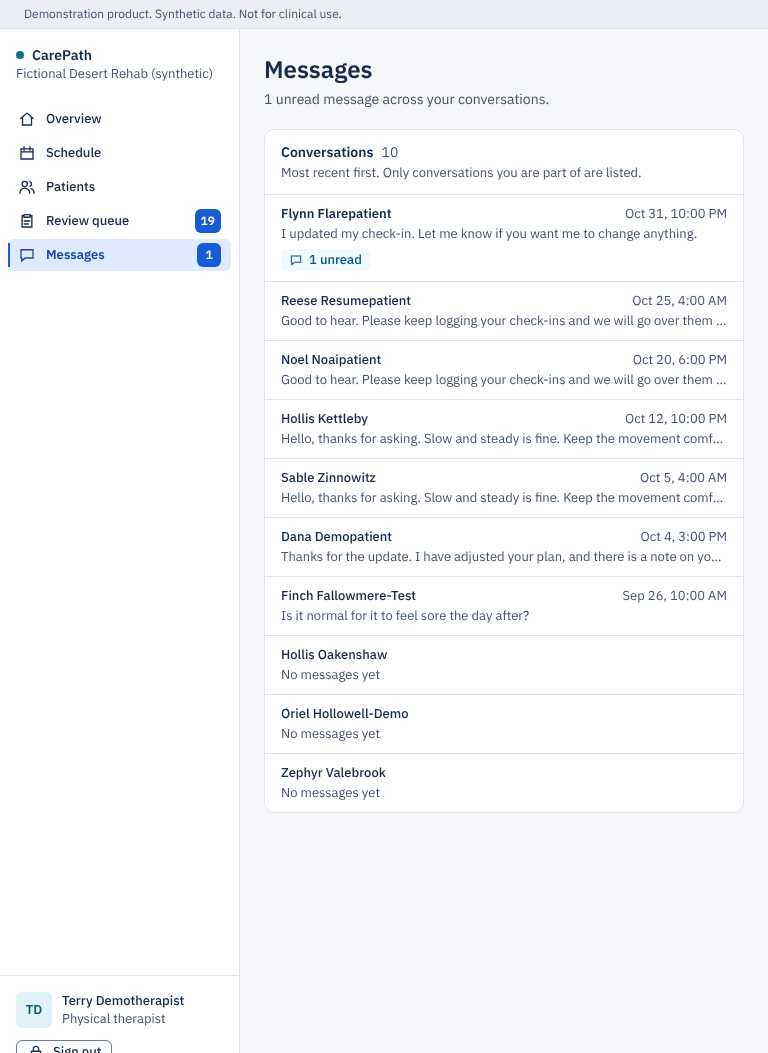 Demonstration product. Synthetic data. Not for clinical use.
CarePath
Fictional Desert Rehab (synthetic)
Overview
Schedule
Patients
Review queue 19
Messages 1
Terry Demotherapist
TD
Physical therapist
Sign out
Messages
1 unread message across your conversations.
Conversations 10
Most recent first. Only conversations you are part of are listed.
Flynn Flarepatient Oct 31, 10:00 PM
I updated my check-in. Let me know if you want me to change anything.
1 unread
Reese Resumepatient Oct 25, 4:00 AM
Good to hear. Please keep logging your check-ins and we will go over them ...
Noel Noaipatient Oct 20, 6:00 PM
Good to hear. Please keep logging your check-ins and we will go over them ...
Hollis Kettleby Oct 12, 10:00 PM
Hello, thanks for asking. Slow and steady is fine. Keep the movement comf...
Sable Zinnowitz Oct 5, 4:00 AM
Hello, thanks for asking. Slow and steady is fine. Keep the movement comf...
Dana Demopatient Oct 4, 3:00 PM
Thanks for the update. I have adjusted your plan, and there is a note on yo...
Finch Fallowmere-Test Sep 26, 10:00 AM
Is it normal for it to feel sore the day after?
Hollis Oakenshaw
No messages yet
Oriel Hollowell-Demo
No messages yet
Zephyr Valebrook
No messages yet